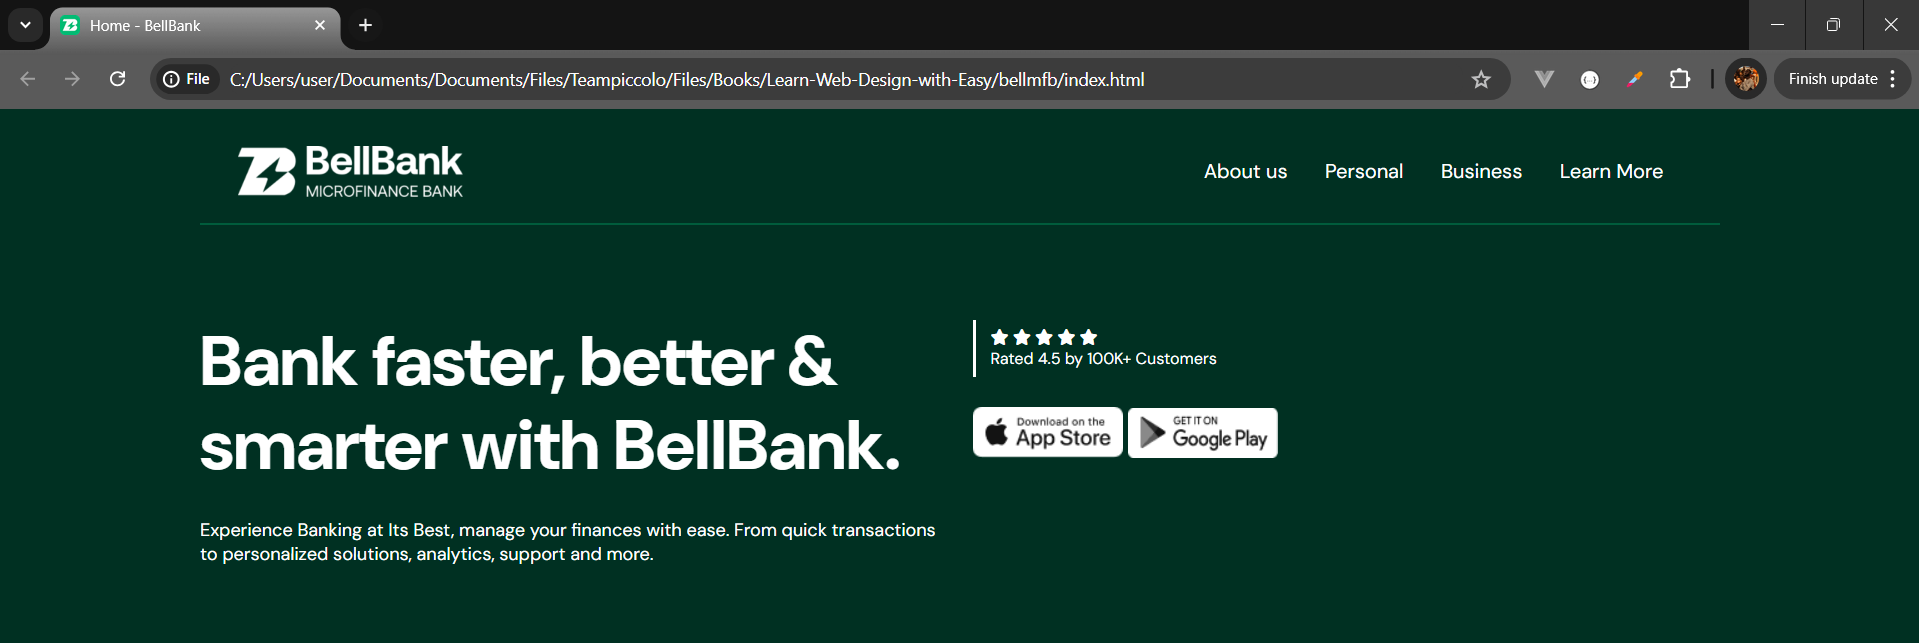 Home - BellBank
File
C:/Users/user/Documents/Documents/Files/Teampiccolo/Files/Books/Learn-Web-Design-with-Easy/bellmfb/index.html
Finish update
BellBank
MICROFINANCE BANK
About us
Personal
Business
Learn More
Bank faster, better &
smarter with BellBank.
Experience Banking at Its Best, manage your finances with ease. From quick transactions
to personalized solutions, analytics, support and more.
Rated 4.5 by 100K+ Customers
Download on the
App Store
GET IT ON
Google Play